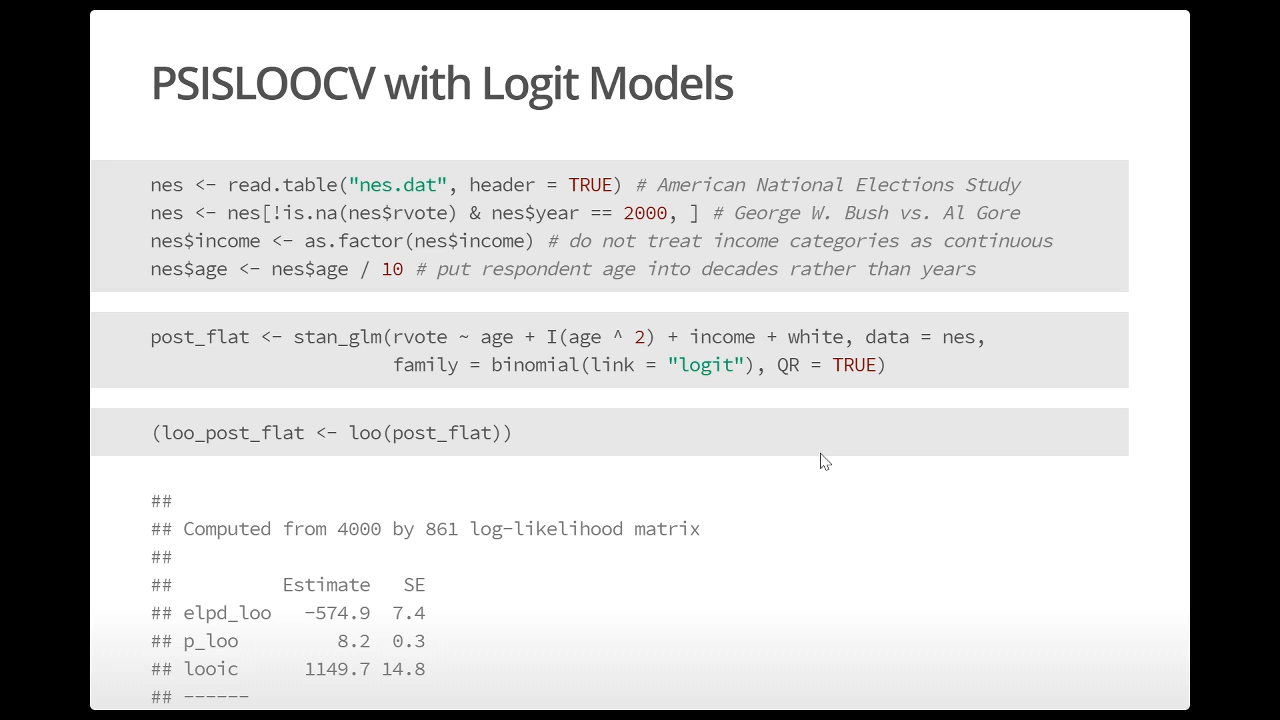 PSISLOOCV with Logit Models
nes <- read.table("nes.dat", header = TRUE) # American National Elections Study
nes <- nes[!is.na(nes$rvote) & nes$year == 2000, ] # George W. Bush vs. Al Gore
nes$income <- as.factor(nes$income) # do not treat income categories as continuous
nes$age <- nes$age / 10 # put respondent age into decades rather than years
post_flat <- stan_glm(rvote ~ age + I(age ^ 2) + income + white, data = nes,
                      family = binomial(link = "logit"), QR = TRUE)
(loo_post_flat <- loo(post_flat))
##
## Computed from 4000 by 861 log-likelihood matrix
##
##          Estimate   SE
## elpd_loo   -574.9  7.4
## p_loo         8.2  0.3
## looic      1149.7 14.8
## ------